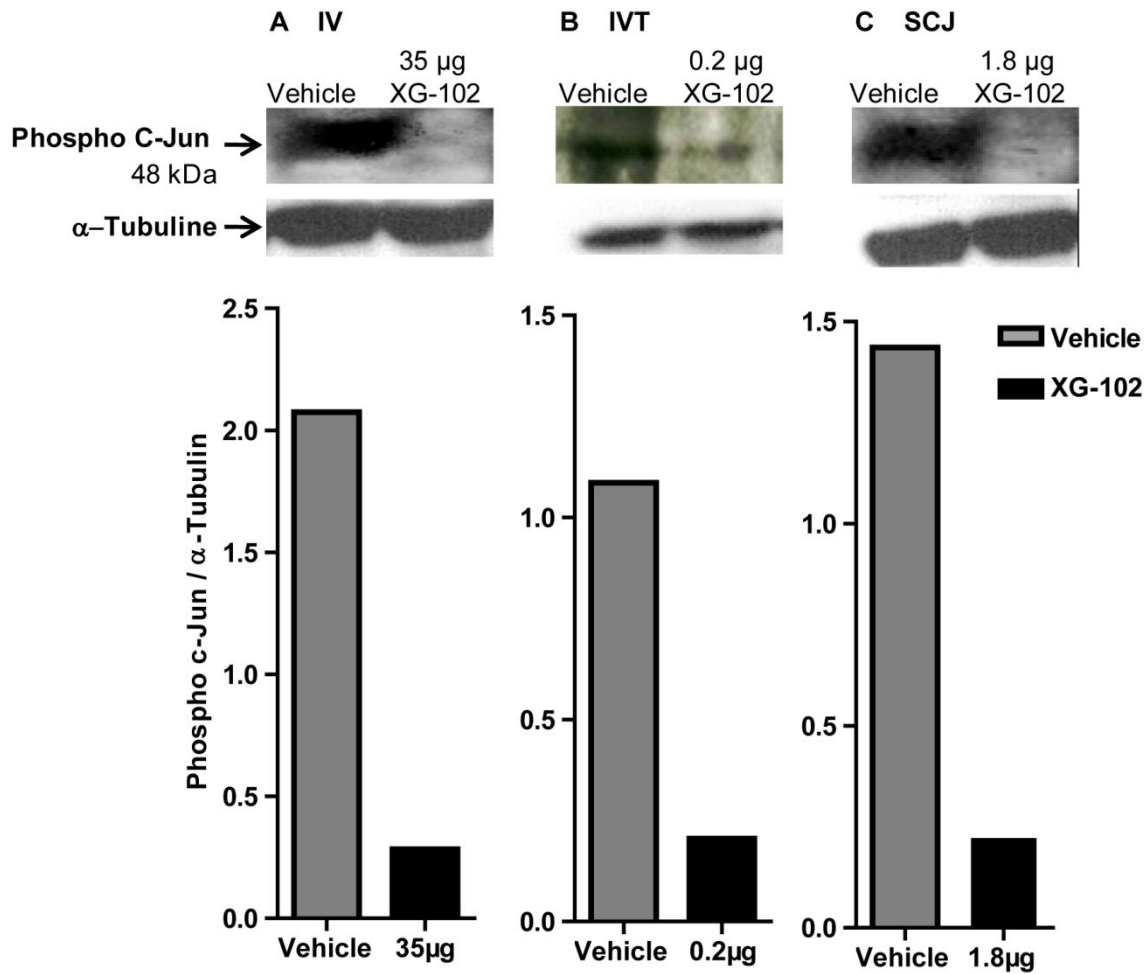 A IV
B IVT
C SCJ
35 µg
0.2 µg
1.8 µg
Vehicle XG-102
Vehicle XG-102
Vehicle XG-102
Phospho C-Jun
48 kDa
α–Tubuline
Phospho c-Jun / α-Tubulin
2.5
2.0
1.5
1.0
0.5
0.0
Vehicle 35µg
1.5
1.0
0.5
0.0
Vehicle 0.2µg
1.5
1.0
0.5
0.0
Vehicle 1.8µg
Vehicle
XG-102